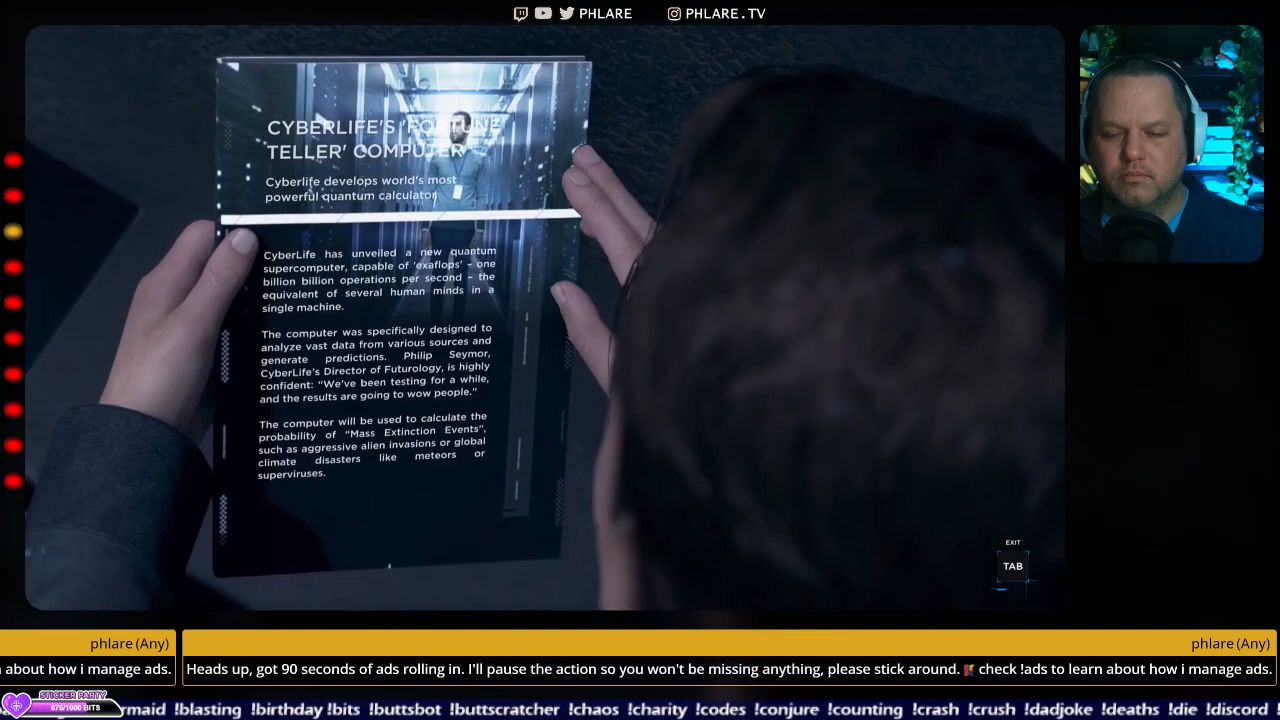 PHLARE
PHLARE.TV
CYBERLIFE'S 'FORTUNE
TELLER' COMPUTER
Cyberlife develops world's most
powerful quantum calculator
CyberLife has unveiled a new quantum
supercomputer, capable of 'exaflops' – one
billion billion operations per second – the
equivalent of several human minds in a
single machine.
The computer was specifically designed to
analyze vast data from various sources and
generate predictions. Philip Seymor,
CyberLife's Director of Futurology, is highly
confident: "We've been testing for a while,
and the results are going to wow people."
The computer will be used to calculate the
probability of "Mass Extinction Events",
such as aggressive alien invasions or global
climate disasters like meteors or
superviruses.
EXIT
TAB
phlare (Any)
about how i manage ads.
phlare (Any)
Heads up, got 90 seconds of ads rolling in. I'll pause the action so you won't be missing anything, please stick around. check !ads to learn about how i manage ads.
STICKER PARTY
675/1000 BITS
ermaid !blasting !birthday !bits !buttsbot !buttscratcher !chaos !charity !codes !conjure !counting !crash !crush !dadjoke !deaths !die !discord